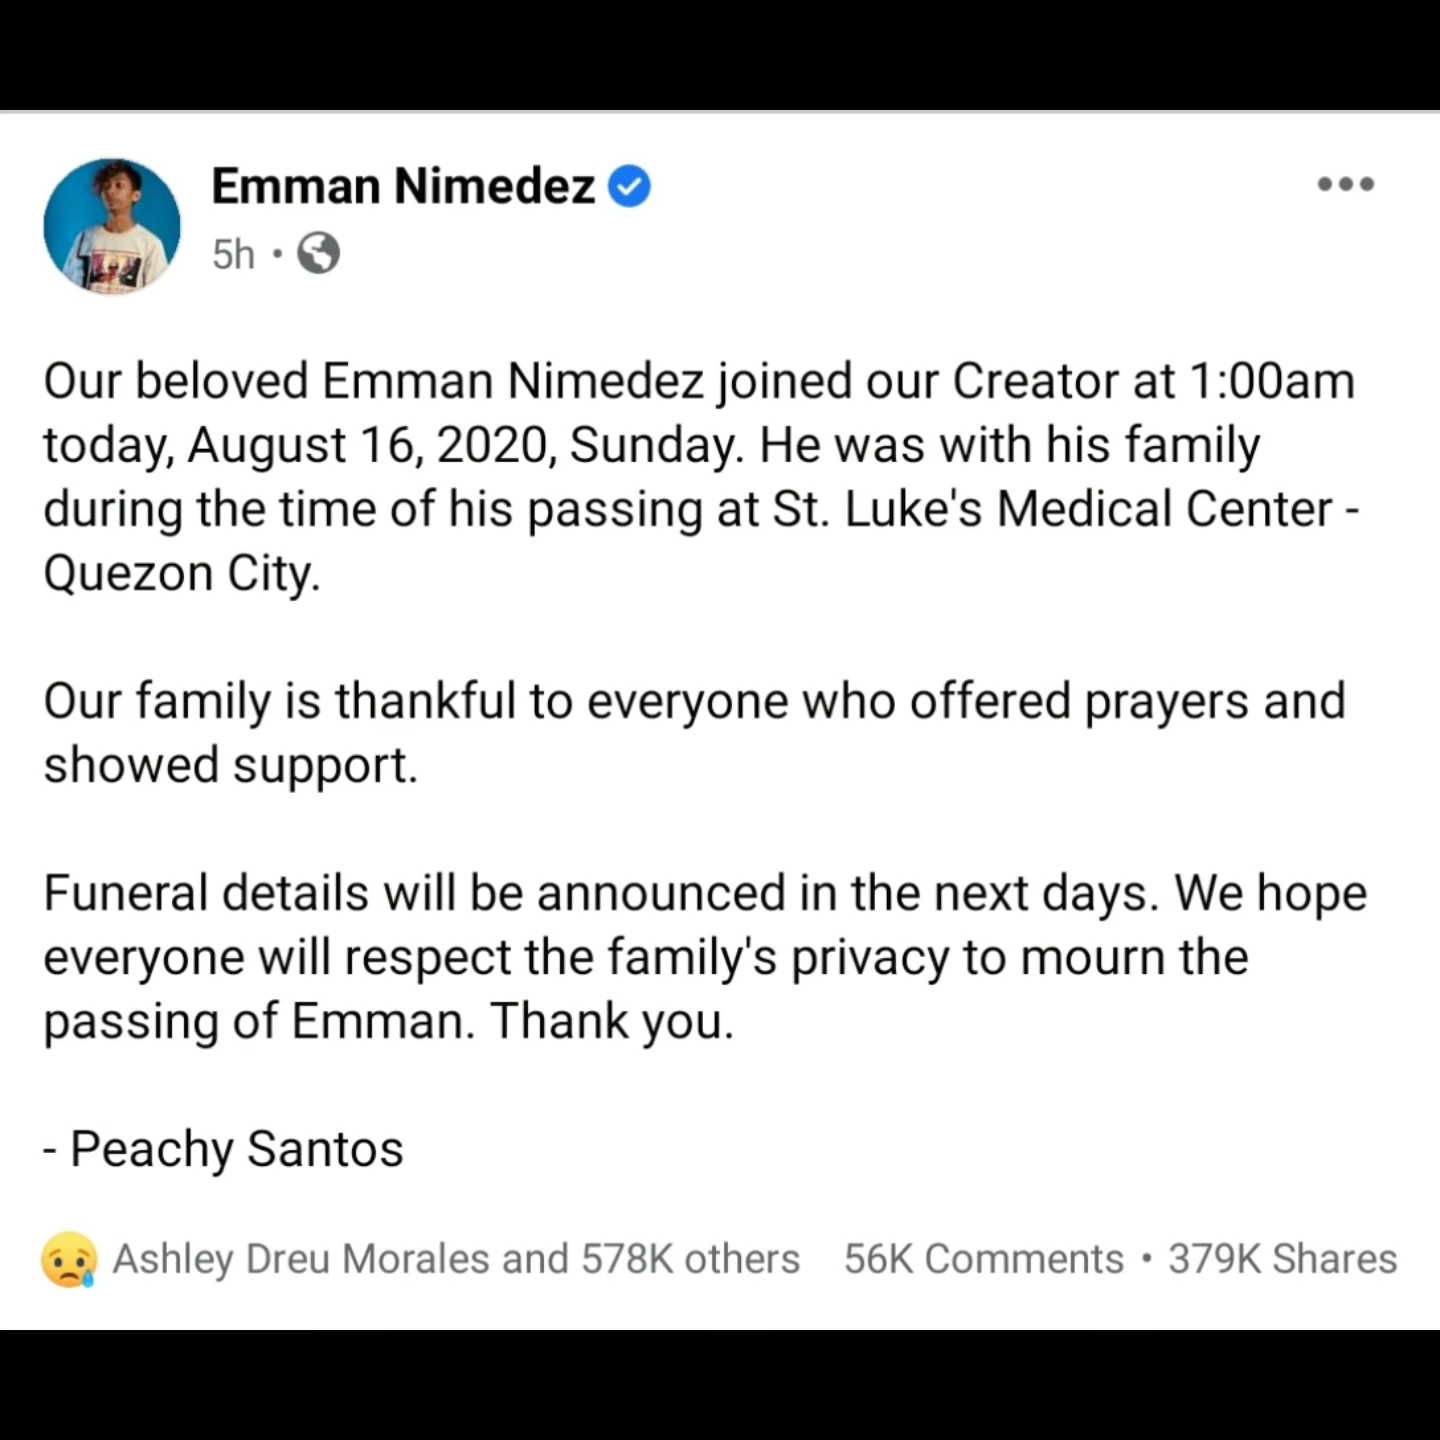 Emman Nimedez
5h
Our beloved Emman Nimedez joined our Creator at 1:00am
today, August 16, 2020, Sunday. He was with his family
during the time of his passing at St. Luke's Medical Center -
Quezon City.
Our family is thankful to everyone who offered prayers and
showed support.
Funeral details will be announced in the next days. We hope
everyone will respect the family's privacy to mourn the
passing of Emman. Thank you.
- Peachy Santos
Ashley Dreu Morales and 578K others 56K Comments • 379K Shares